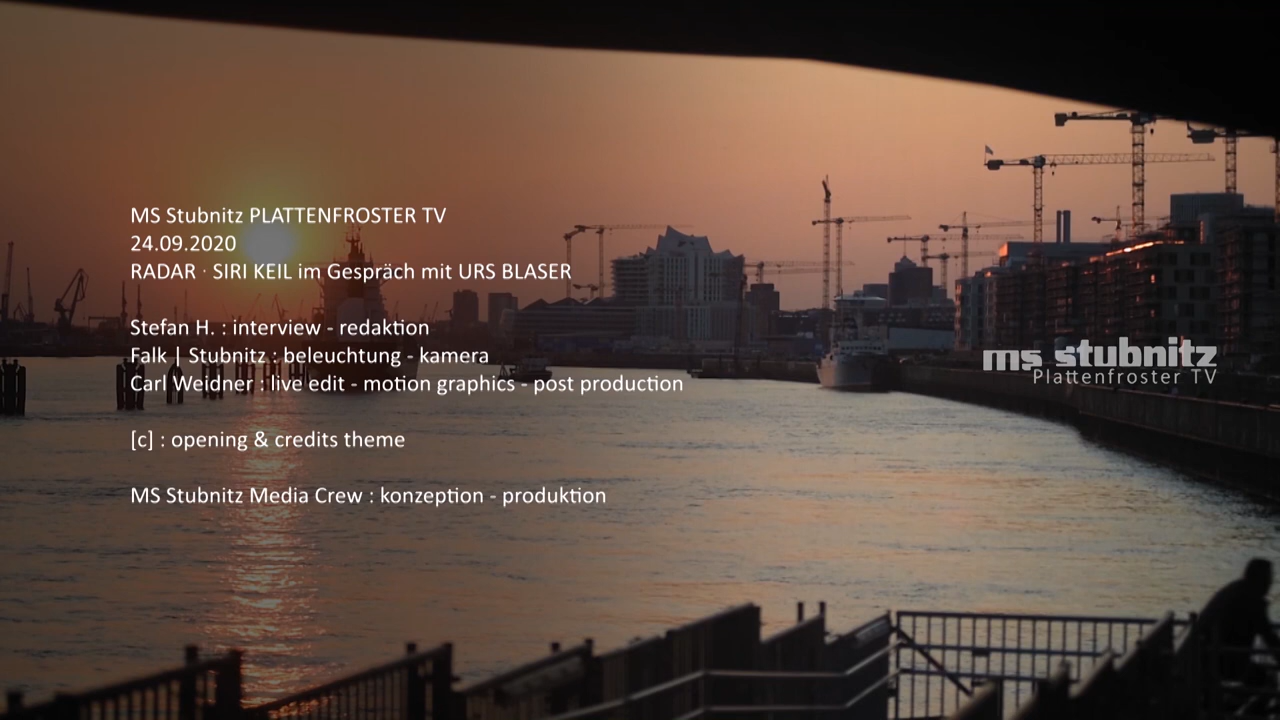 MS Stubnitz PLATTENFROSTER TV
24.09.2020
RADAR · SIRI KEIL im Gespräch mit URS BLASER
Stefan H. : interview - redaktion
Falk | Stubnitz : beleuchtung - kamera
Carl Weidner : live edit - motion graphics - post production
[c] : opening & credits theme
MS Stubnitz Media Crew : konzeption - produktion
ms stubnitz
Plattenfroster TV